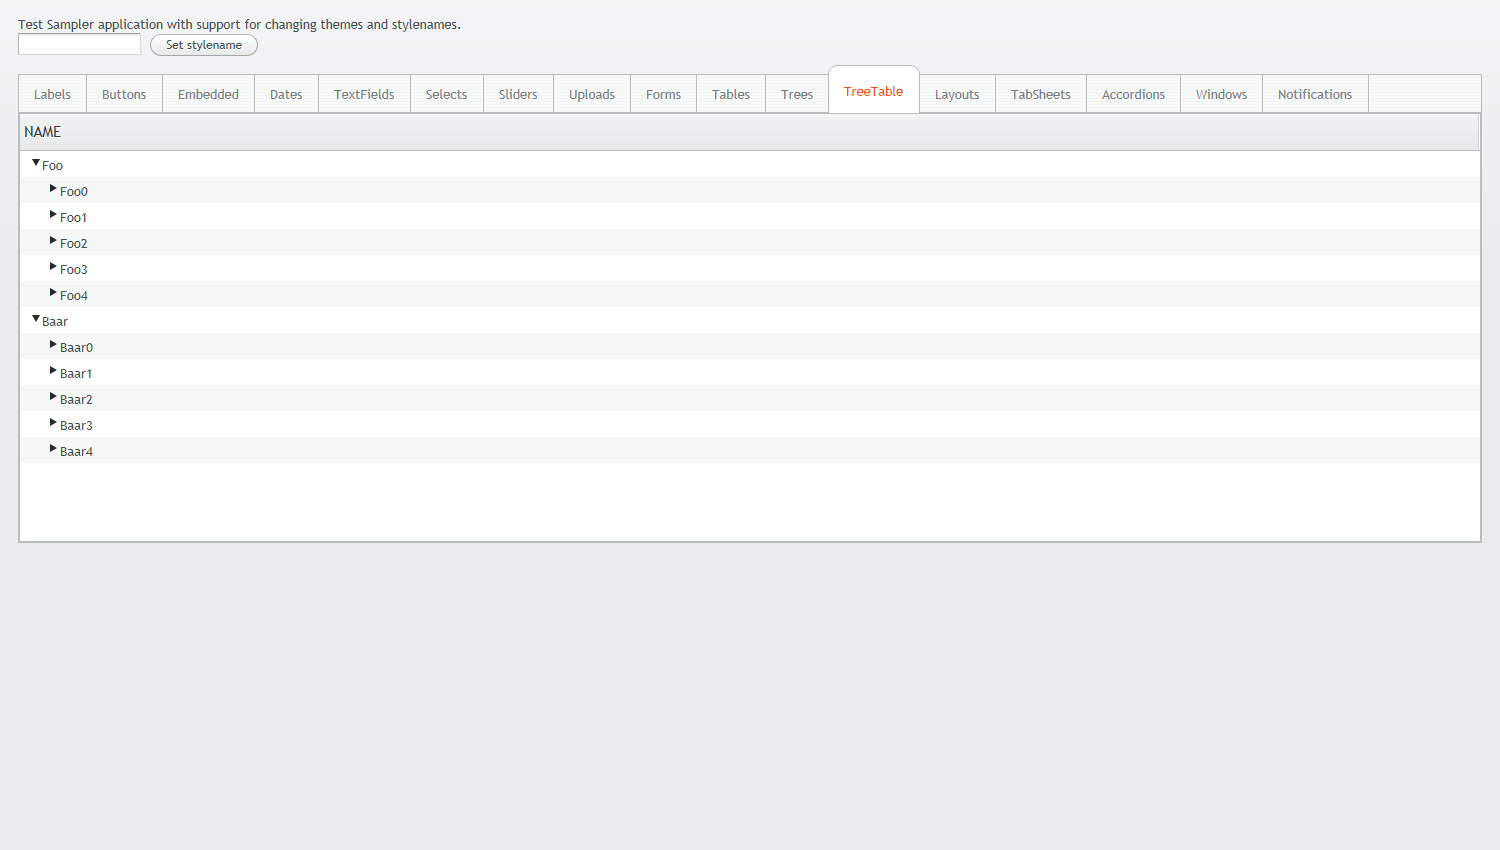 Test Sampler application with support for changing themes and stylenames.
Set stylename
Labels Buttons Embedded Dates TextFields Selects Sliders Uploads Forms Tables Trees TreeTable Layouts TabSheets Accordions Windows Notifications
NAME
Foo
Foo0
Foo1
Foo2
Foo3
Foo4
Baar
Baar0
Baar1
Baar2
Baar3
Baar4